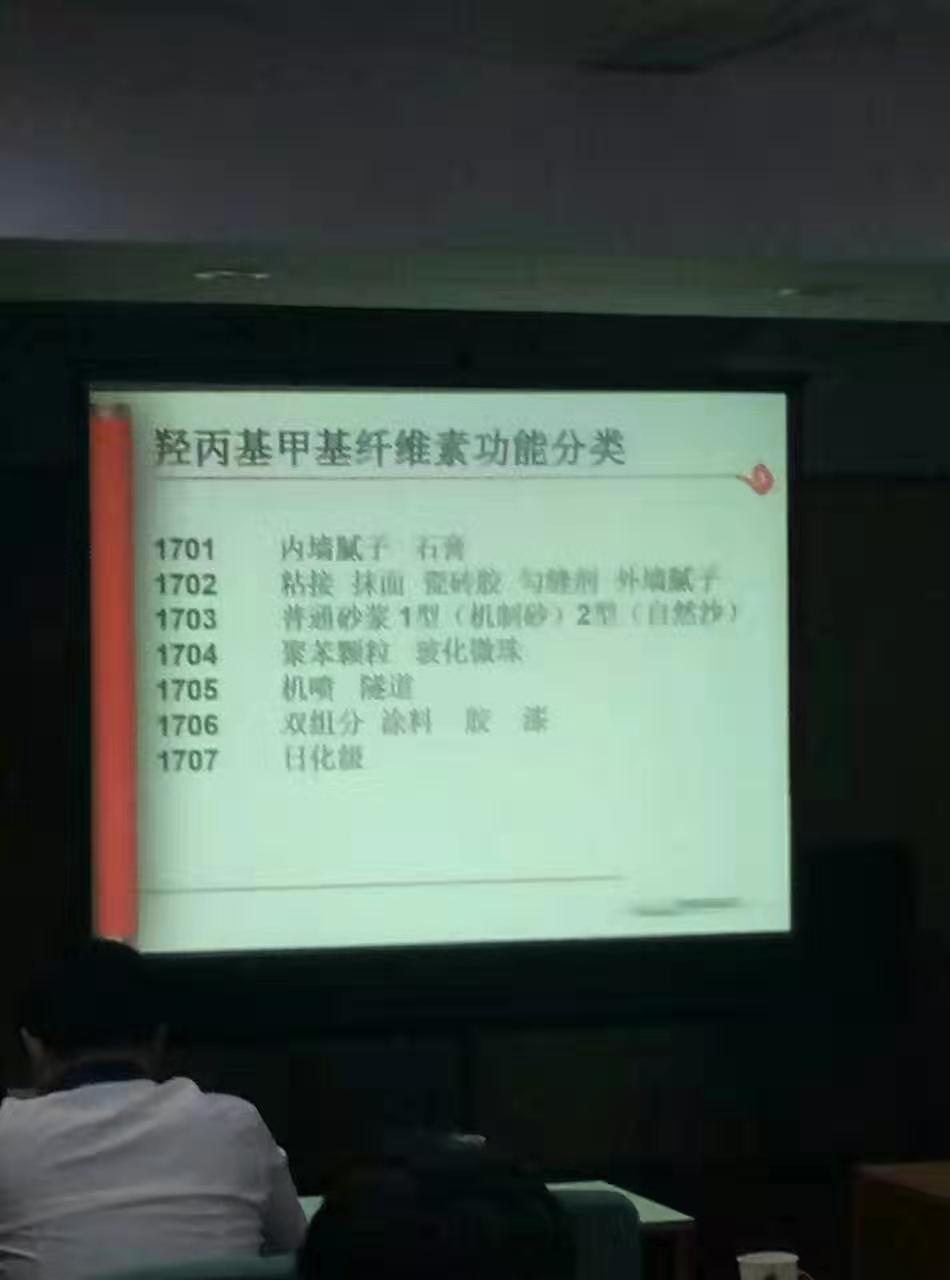 羟丙基甲基纤维素功能分类
1701 内墙腻子 石膏
1702 粘接 抹面 瓷砖胶 勾缝剂 外墙腻子
1703 普通砂浆 1型（机制砂）2型（自然沙）
1704 聚苯颗粒 玻化微珠
1705 机喷 隧道
1706 双组分 涂料 胶 漆
1707 日化级